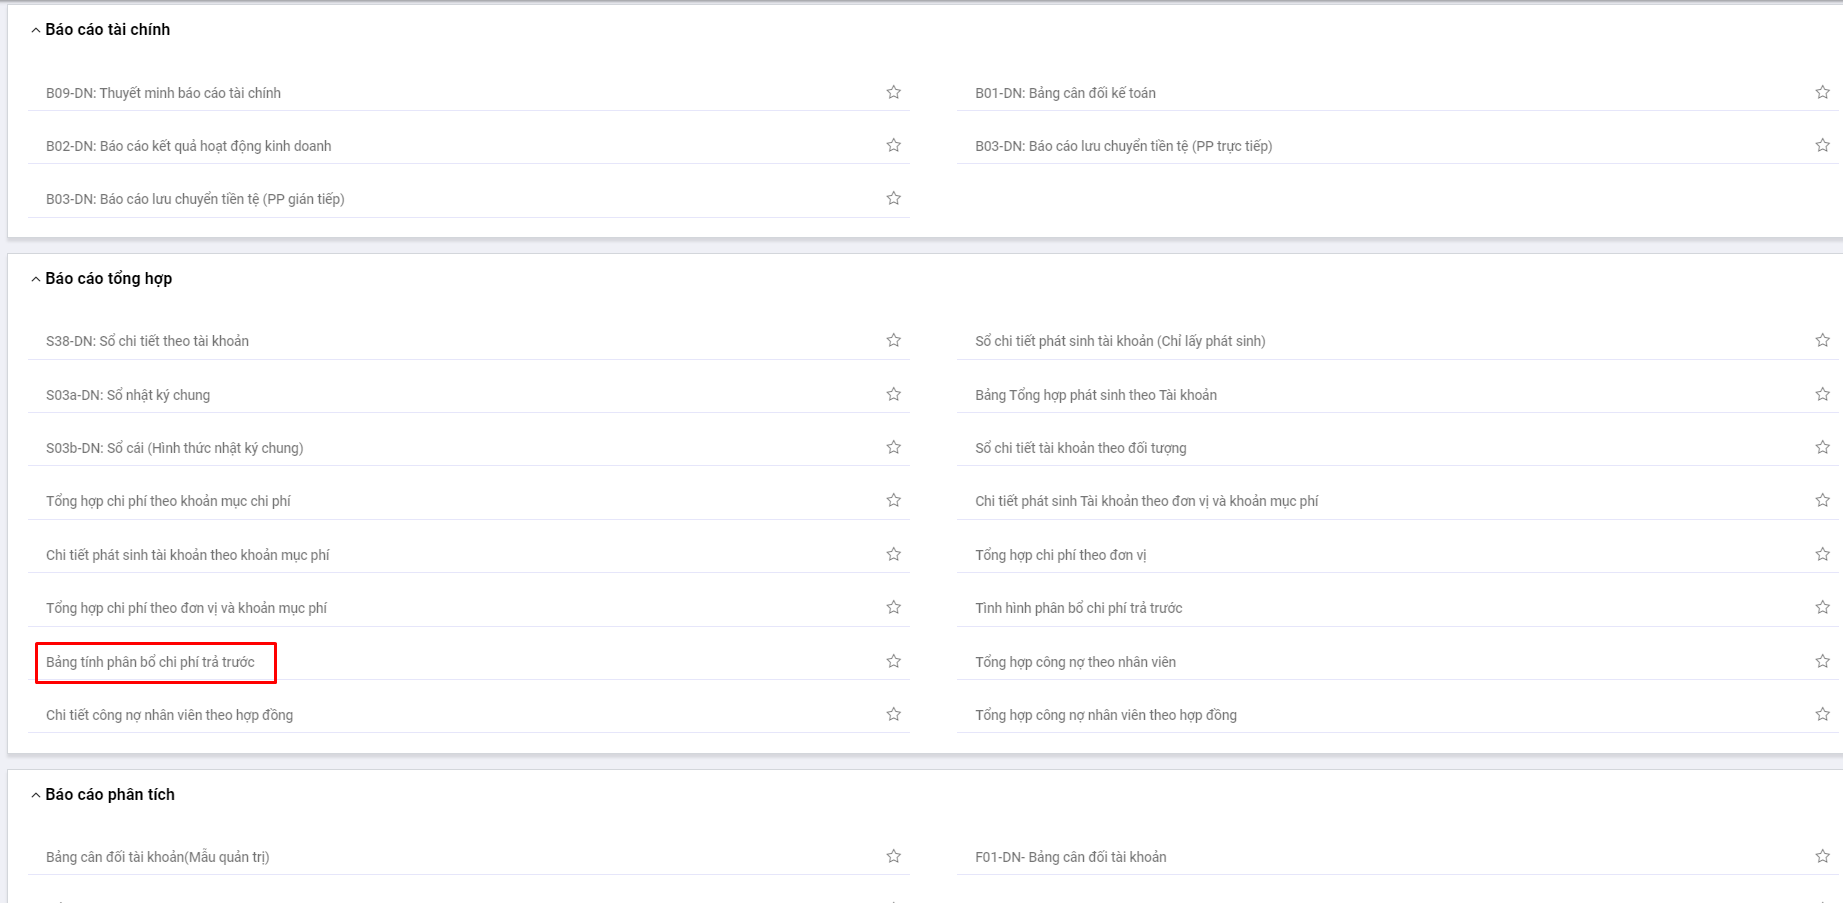 Báo cáo tài chính
B09-DN: Thuyết minh báo cáo tài chính
B01-DN: Bảng cân đối kế toán
B02-DN: Báo cáo kết quả hoạt động kinh doanh
B03-DN: Báo cáo lưu chuyển tiền tệ (PP trực tiếp)
B03-DN: Báo cáo lưu chuyển tiền tệ (PP gián tiếp)
Báo cáo tổng hợp
S38-DN: Sổ chi tiết theo tài khoản
Sổ chi tiết phát sinh tài khoản (Chỉ lấy phát sinh)
S03a-DN: Sổ nhật ký chung
Bảng Tổng hợp phát sinh theo Tài khoản
S03b-DN: Sổ cái (Hình thức nhật ký chung)
Sổ chi tiết tài khoản theo đối tượng
Tổng hợp chi phí theo khoản mục chi phí
Chi tiết phát sinh Tài khoản theo đơn vị và khoản mục phí
Chi tiết phát sinh tài khoản theo khoản mục phí
Tổng hợp chi phí theo đơn vị
Tổng hợp chi phí theo đơn vị và khoản mục phí
Tình hình phân bổ chi phí trả trước
Bảng tính phân bổ chi phí trả trước
Tổng hợp công nợ theo nhân viên
Chi tiết công nợ nhân viên theo hợp đồng
Tổng hợp công nợ nhân viên theo hợp đồng
Báo cáo phân tích
Bảng cân đối tài khoản(Mẫu quản trị)
F01-DN- Bảng cân đối tài khoản